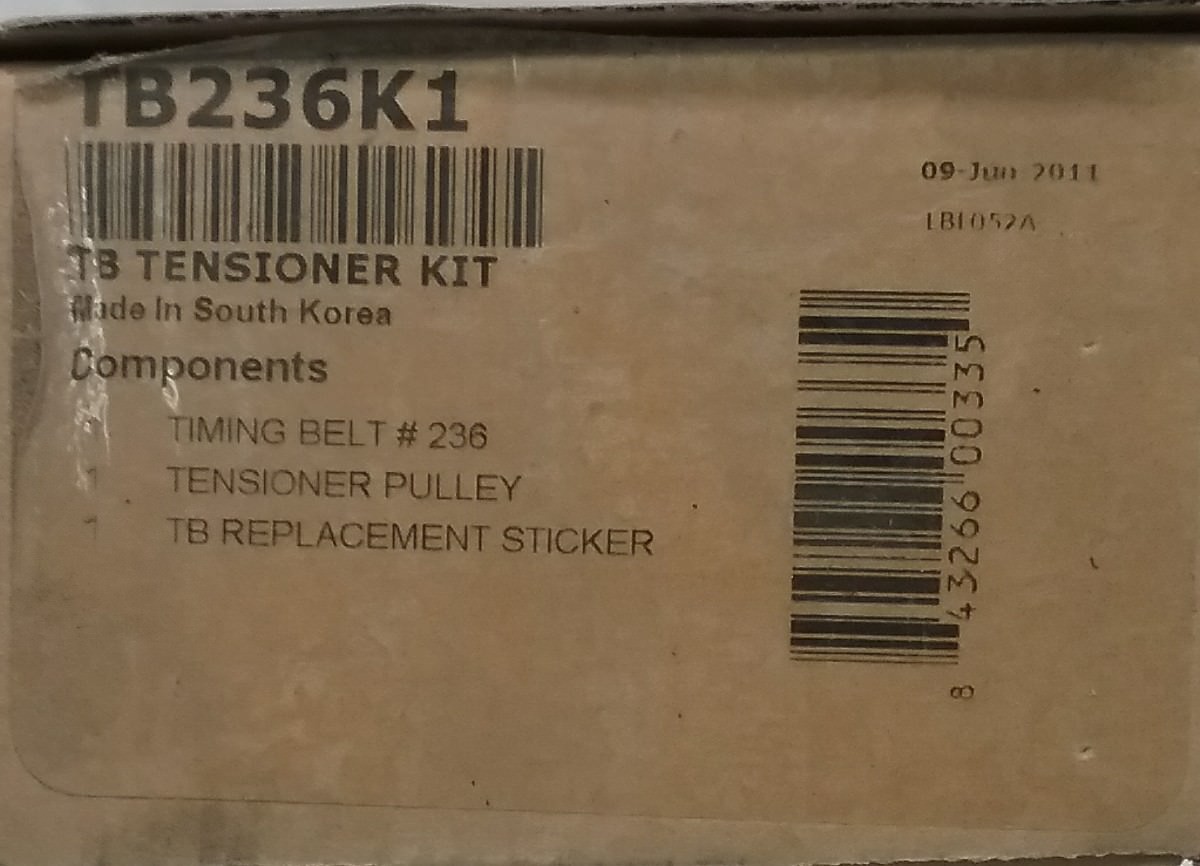 TB236K1
TB TENSIONER KIT
Made In South Korea
Components
TIMING BELT # 236
1 TENSIONER PULLEY
1 TB REPLACEMENT STICKER
09-Jun 2011
8 43266 00335